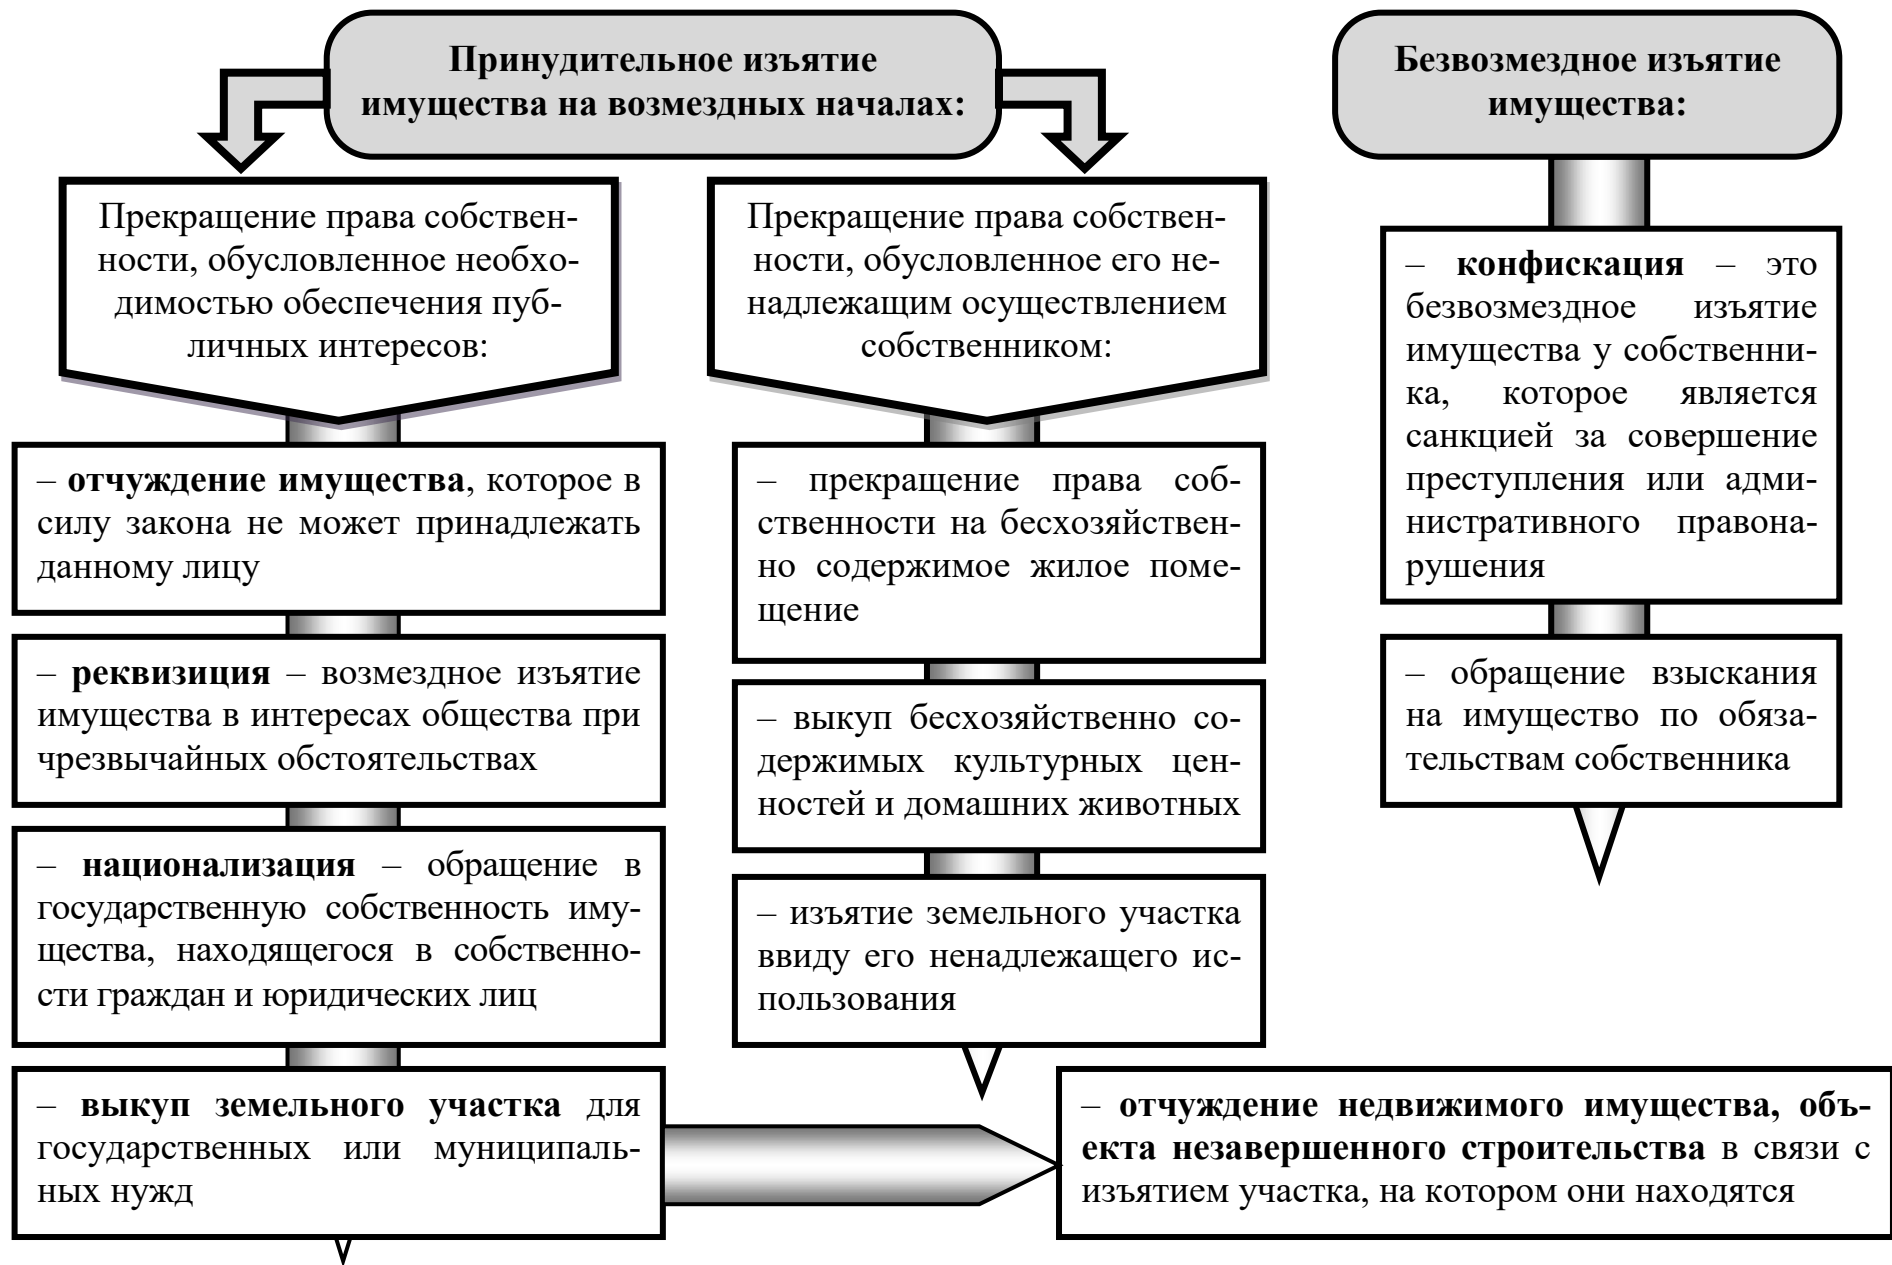 Принудительное изъятие
имущества на возмездных началах:
Безвозмездное изъятие
имущества:
Прекращение права собствен-
ности, обусловленное необхо-
димостью обеспечения пуб-
личных интересов:
Прекращение права собствен-
ности, обусловленное его не-
надлежащим осуществлением
собственником:
– отчуждение имущества, которое в
силу закона не может принадлежать
данному лицу
– реквизиция – возмездное изъятие
имущества в интересах общества при
чрезвычайных обстоятельствах
– национализация – обращение в
государственную собственность иму-
щества, находящегося в собственно-
сти граждан и юридических лиц
– выкуп земельного участка для
государственных или муниципаль-
ных нужд
– прекращение права соб-
ственности на бесхозяйствен-
но содержимое жилое поме-
щение
– выкуп бесхозяйственно со-
держимых культурных цен-
ностей и домашних животных
– изъятие земельного участка
ввиду его ненадлежащего ис-
пользования
– конфискация – это
безвозмездное изъятие
имущества у собственни-
ка, которое является
санкцией за совершение
преступления или адми-
нистративного правона-
рушения
– обращение взыскания
на имущество по обяза-
тельствам собственника
– отчуждение недвижимого имущества, объ-
екта незавершенного строительства в связи с
изъятием участка, на котором они находятся